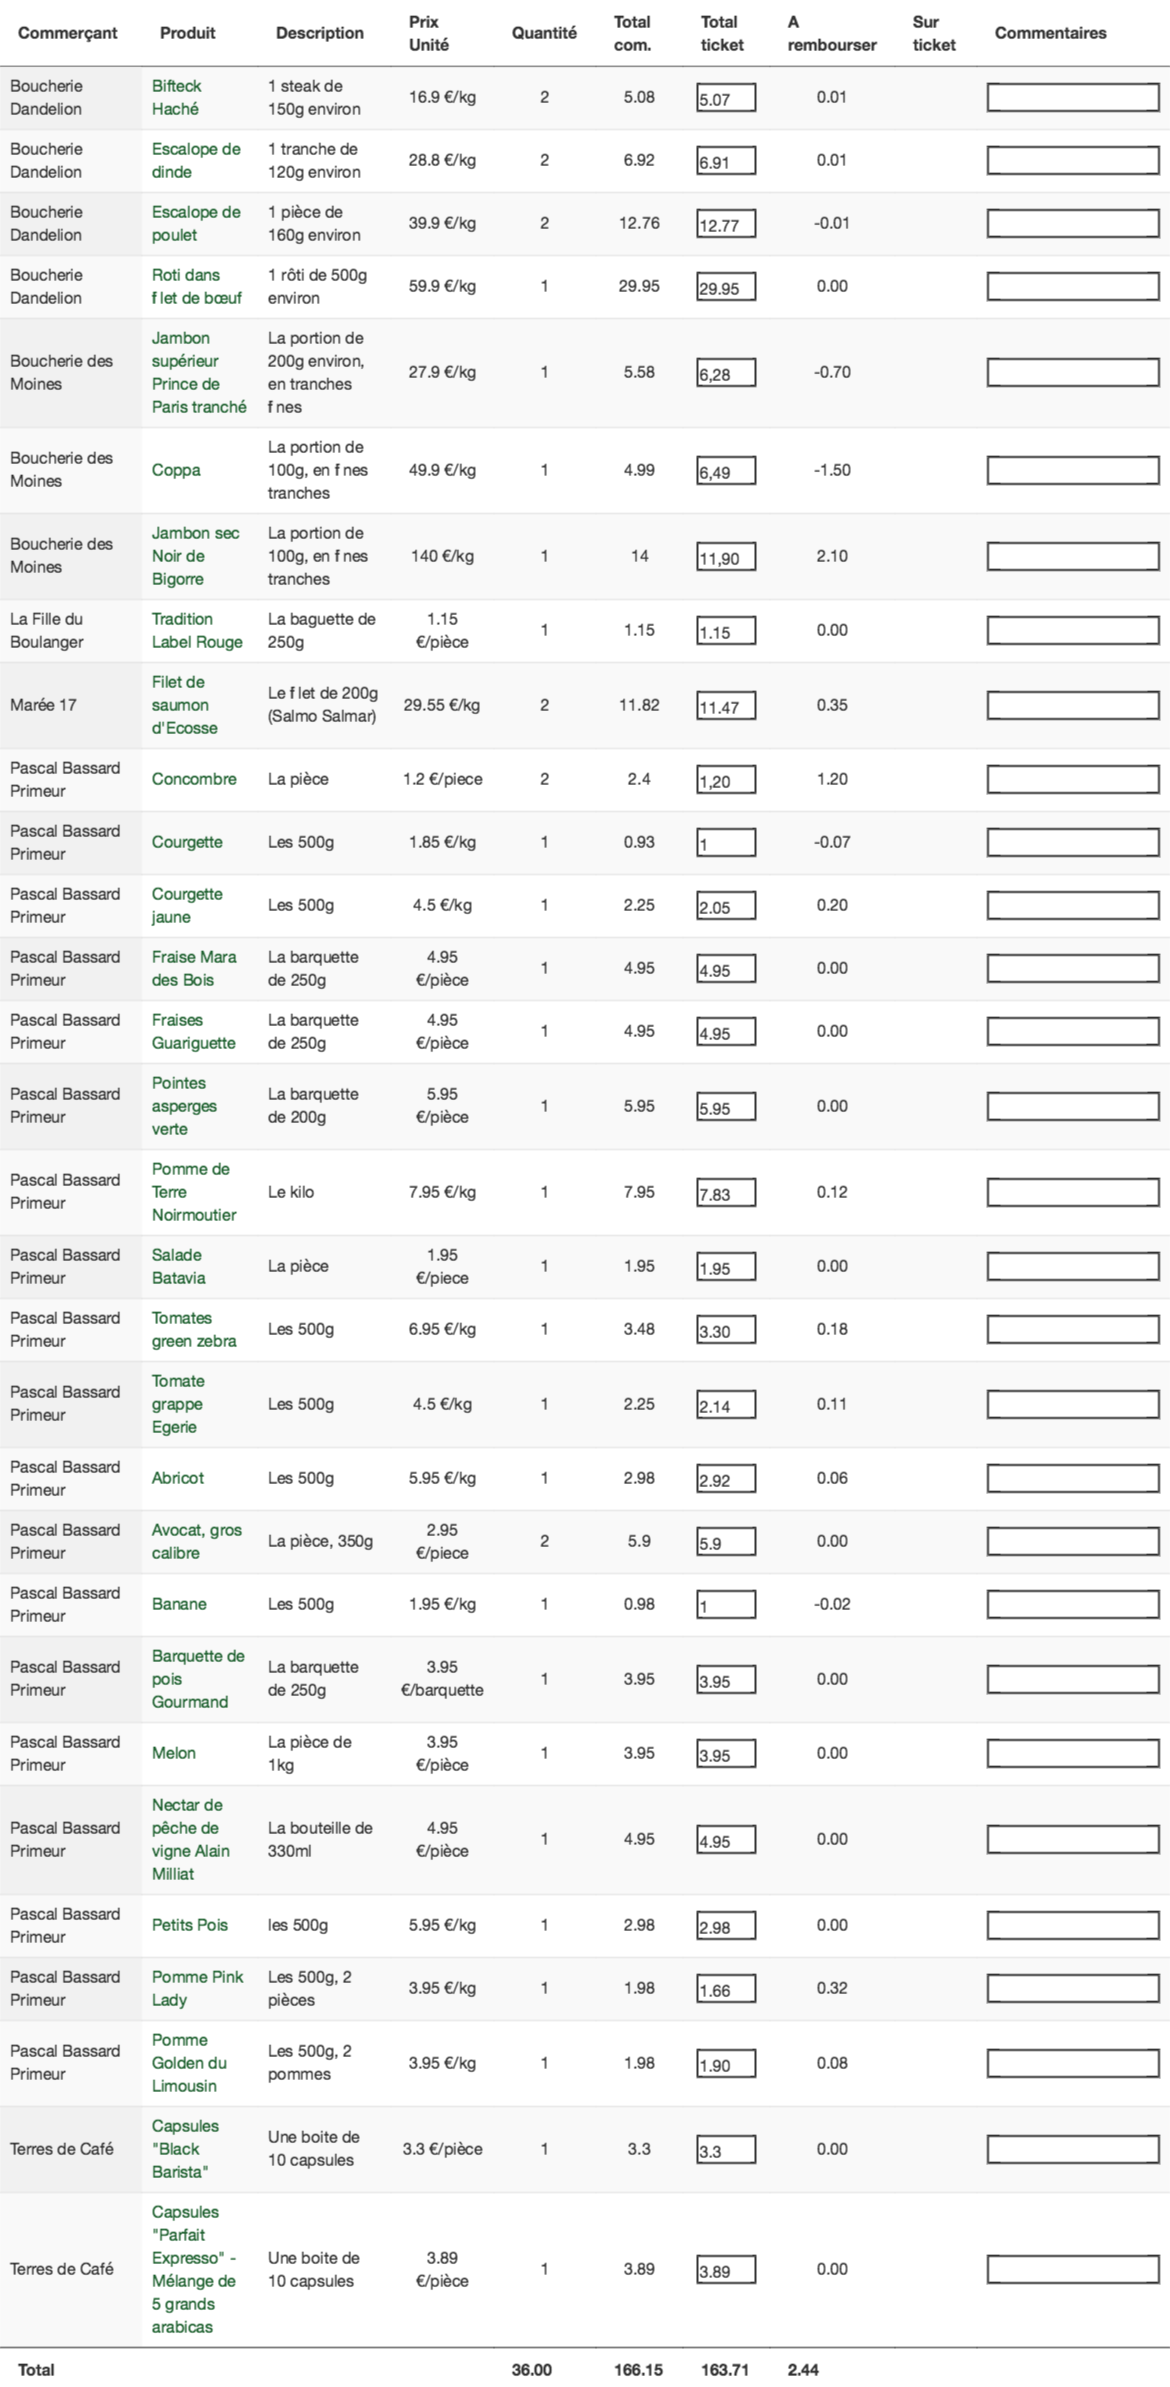 Commerçant Produit Description Prix Unité Quantité Total com. Total ticket A rembourser Sur ticket Commentaires
Boucherie Dandelion Bifteck Haché 1 steak de 150g environ 16.9 €/kg 2 5.08 5.07 0.01
Boucherie Dandelion Escalope de dinde 1 tranche de 120g environ 28.8 €/kg 2 6.92 6.91 0.01
Boucherie Dandelion Escalope de poulet 1 pièce de 160g environ 39.9 €/kg 2 12.76 12.77 -0.01
Boucherie Dandelion Roti dans f let de bœuf 1 rôti de 500g environ 59.9 €/kg 1 29.95 29.95 0.00
Boucherie des Moines Jambon supérieur Prince de Paris tranché La portion de 200g environ, en tranches f nes 27.9 €/kg 1 5.58 6,28 -0.70
Boucherie des Moines Coppa La portion de 100g, en f nes tranches 49.9 €/kg 1 4.99 6,49 -1.50
Boucherie des Moines Jambon sec Noir de Bigorre La portion de 100g, en f nes tranches 140 €/kg 1 14 11,90 2.10
La Fille du Boulanger Tradition Label Rouge La baguette de 250g 1.15 €/pièce 1 1.15 1.15 0.00
Marée 17 Filet de saumon d'Ecosse Le f let de 200g (Salmo Salmar) 29.55 €/kg 2 11.82 11.47 0.35
Pascal Bassard Primeur Concombre La pièce 1.2 €/piece 2 2.4 1,20 1.20
Pascal Bassard Primeur Courgette Les 500g 1.85 €/kg 1 0.93 1 -0.07
Pascal Bassard Primeur Courgette jaune Les 500g 4.5 €/kg 1 2.25 2.05 0.20
Pascal Bassard Primeur Fraise Mara des Bois La barquette de 250g 4.95 €/pièce 1 4.95 4.95 0.00
Pascal Bassard Primeur Fraises Guariguette La barquette de 250g 4.95 €/pièce 1 4.95 4.95 0.00
Pascal Bassard Primeur Pointes asperges verte La barquette de 200g 5.95 €/pièce 1 5.95 5.95 0.00
Pascal Bassard Primeur Pomme de Terre Noirmoutier Le kilo 7.95 €/kg 1 7.95 7.83 0.12
Pascal Bassard Primeur Salade Batavia La pièce 1.95 €/piece 1 1.95 1.95 0.00
Pascal Bassard Primeur Tomates green zebra Les 500g 6.95 €/kg 1 3.48 3.30 0.18
Pascal Bassard Primeur Tomate grappe Egerie Les 500g 4.5 €/kg 1 2.25 2.14 0.11
Pascal Bassard Primeur Abricot Les 500g 5.95 €/kg 1 2.98 2.92 0.06
Pascal Bassard Primeur Avocat, gros calibre La pièce, 350g 2.95 €/piece 2 5.9 5.9 0.00
Pascal Bassard Primeur Banane Les 500g 1.95 €/kg 1 0.98 1 -0.02
Pascal Bassard Primeur Barquette de pois Gourmand La barquette de 250g 3.95 €/barquette 1 3.95 3.95 0.00
Pascal Bassard Primeur Melon La pièce de 1kg 3.95 €/pièce 1 3.95 3.95 0.00
Pascal Bassard Primeur Nectar de pêche de vigne Alain Milliat La bouteille de 330ml 4.95 €/pièce 1 4.95 4.95 0.00
Pascal Bassard Primeur Petits Pois les 500g 5.95 €/kg 1 2.98 2.98 0.00
Pascal Bassard Primeur Pomme Pink Lady Les 500g, 2 pièces 3.95 €/kg 1 1.98 1.66 0.32
Pascal Bassard Primeur Pomme Golden du Limousin Les 500g, 2 pommes 3.95 €/kg 1 1.98 1.90 0.08
Terres de Café Capsules "Black Barista" Une boite de 10 capsules 3.3 €/pièce 1 3.3 3.3 0.00
Terres de Café Capsules "Parfait Expresso" - Mélange de 5 grands arabicas Une boite de 10 capsules 3.89 €/pièce 1 3.89 3.89 0.00
Total 36.00 166.15 163.71 2.44